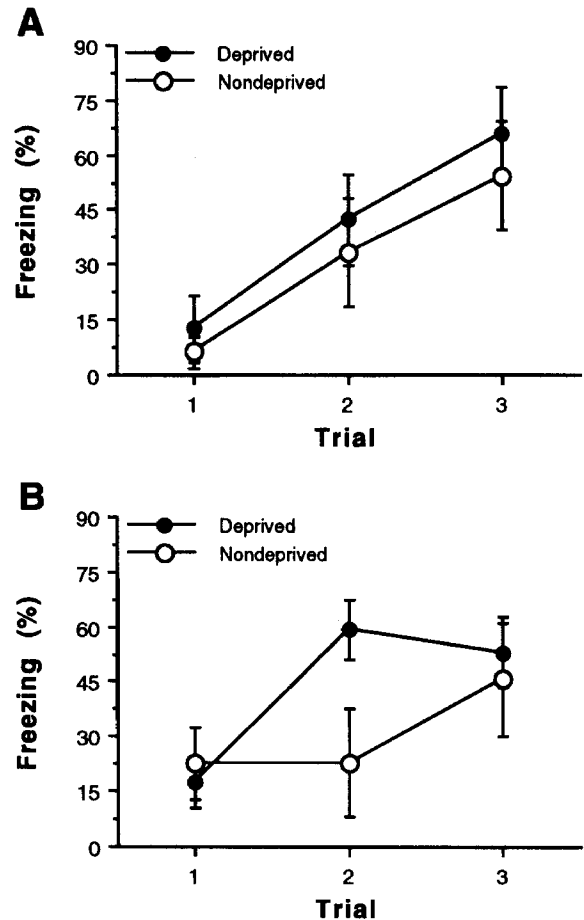 A
90
75
60
45
30
15
0
Freezing (%)
Deprived
Nondeprived
1 2 3
Trial
B
90
75
60
45
30
15
0
Freezing (%)
Deprived
Nondeprived
1 2 3
Trial